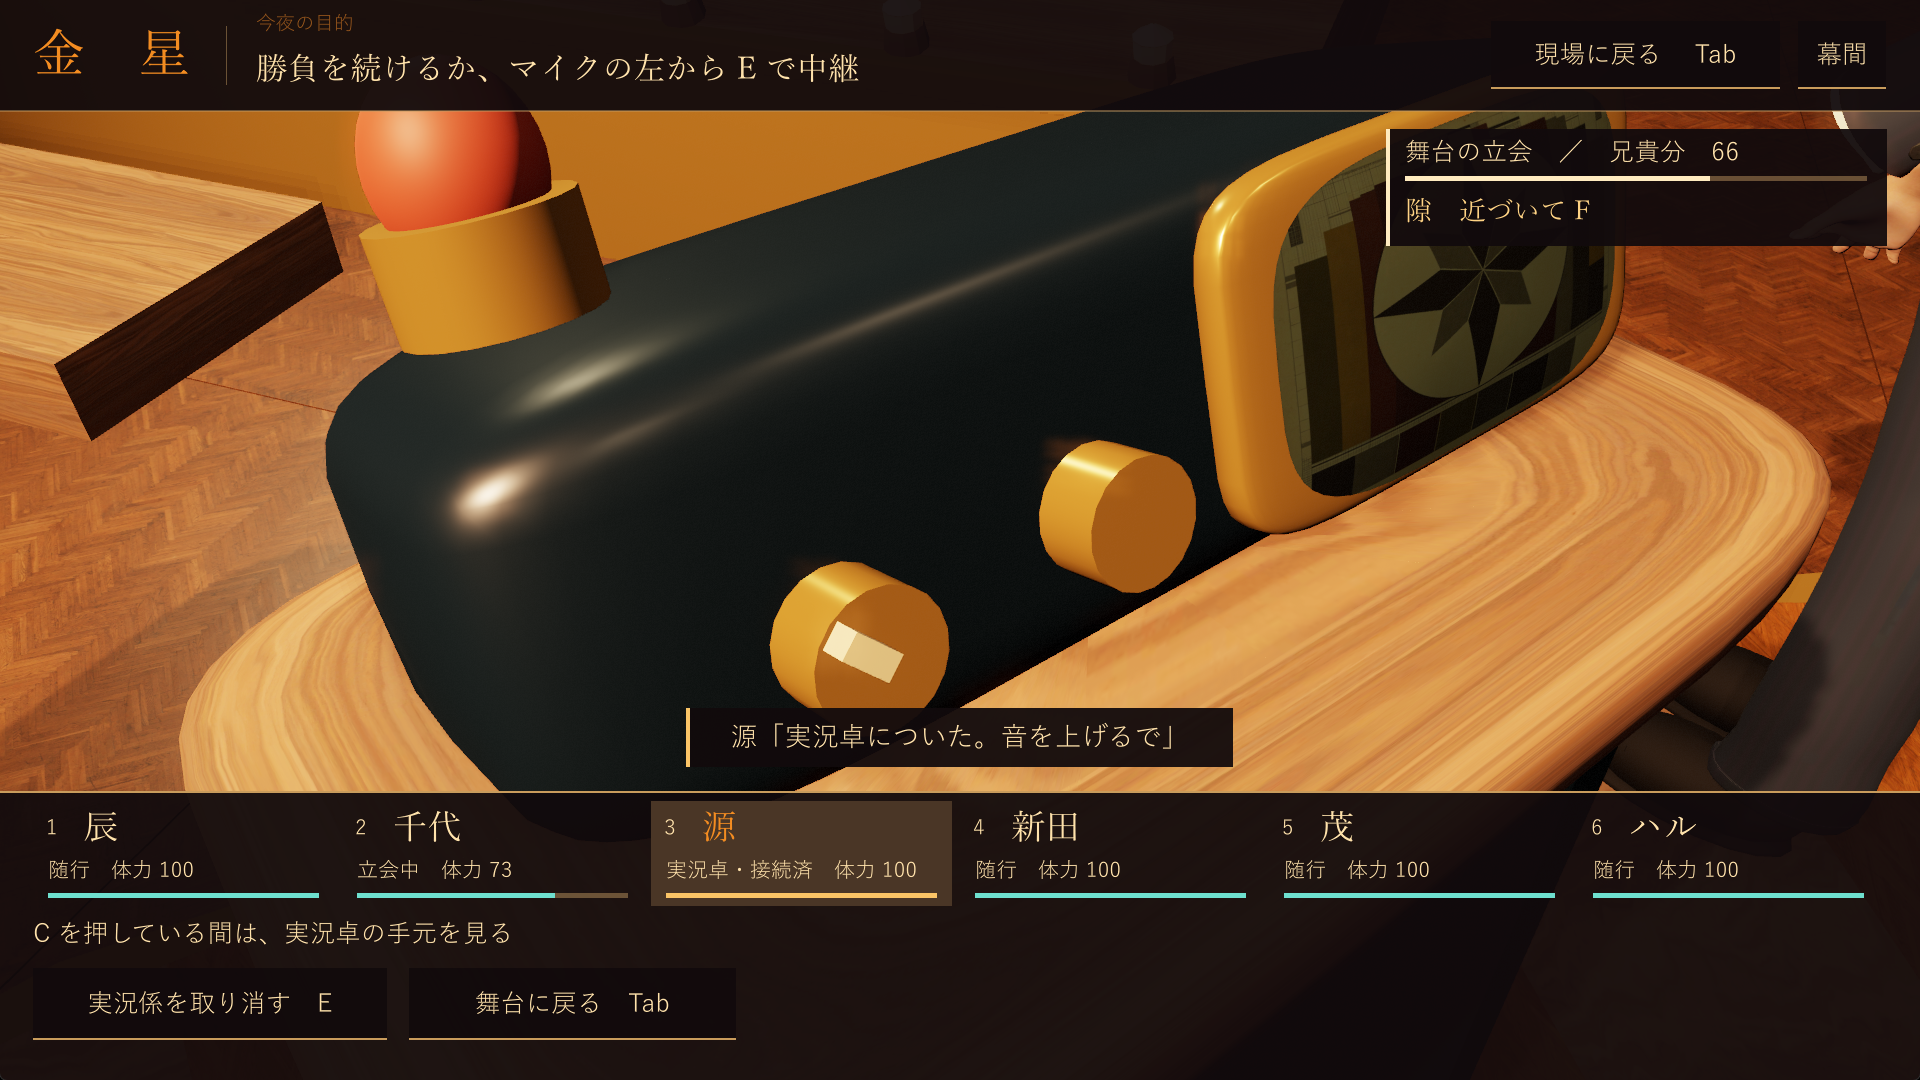 金星
今夜の目的
勝負を続けるか、マイクの左から E で中継
現場に戻る Tab
幕間
舞台の立会 ／ 兄貴分 66
隙 近づいて F
源「実況卓についた。音を上げるで」
1 辰
随行 体力 100
2 千代
立会中 体力 73
3 源
実況卓・接続済 体力 100
4 新田
随行 体力 100
5 茂
随行 体力 100
6 ハル
随行 体力 100
C を押している間は、実況卓の手元を見る
実況係を取り消す E
舞台に戻る Tab